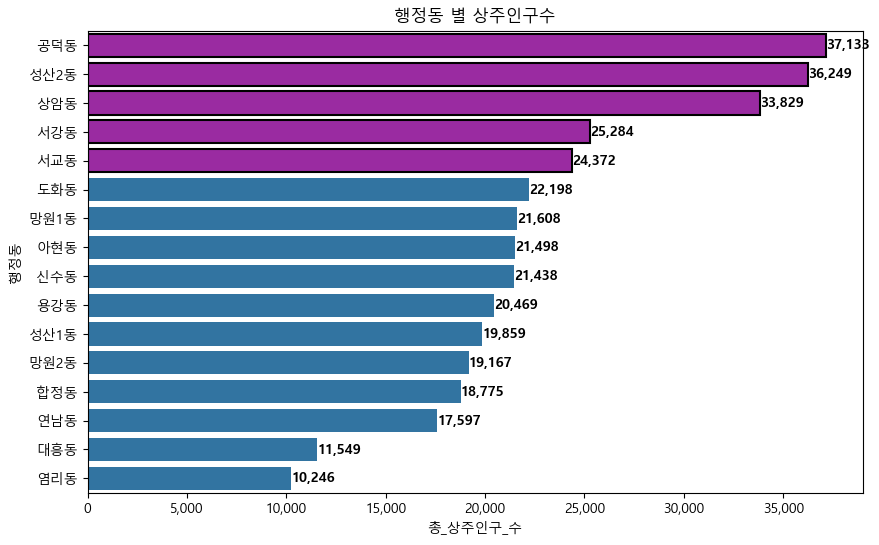 행정동 별 상주인구수
행정동
공덕동 37,133
성산2동 36,249
상암동 33,829
서강동 25,284
서교동 24,372
도화동 22,198
망원1동 21,608
아현동 21,498
신수동 21,438
용강동 20,469
성산1동 19,859
망원2동 19,167
합정동 18,775
연남동 17,597
대흥동 11,549
염리동 10,246
0 5,000 10,000 15,000 20,000 25,000 30,000 35,000
총_상주인구_수